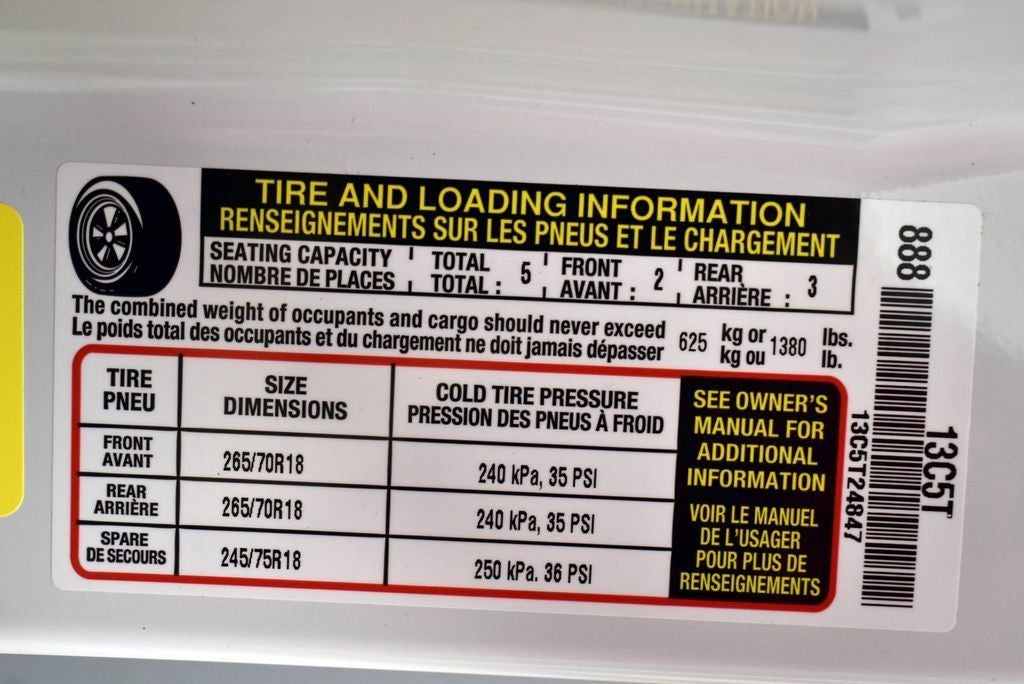 TIRE AND LOADING INFORMATION
RENSEIGNEMENTS SUR LES PNEUS ET LE CHARGEMENT
SEATING CAPACITY TOTAL FRONT REAR
NOMBRE DE PLACES TOTAL : 5 AVANT : 2 ARRIÈRE : 3
The combined weight of occupants and cargo should never exceed 625 kg or 1380 lbs.
Le poids total des occupants et du chargement ne doit jamais dépasser kg ou lb.
TIRE
PNEU
SIZE
DIMENSIONS
COLD TIRE PRESSURE
PRESSION DES PNEUS À FROID
FRONT
AVANT
265/70R18
240 kPa, 35 PSI
REAR
ARRIÈRE
265/70R18
240 kPa, 35 PSI
SPARE
DE SECOURS
245/75R18
250 kPa. 36 PSI
SEE OWNER'S
MANUAL FOR
ADDITIONAL
INFORMATION
VOIR LE MANUEL
DE L'USAGER
POUR PLUS DE
RENSEIGNEMENTS
888
13C5T
13C5T24847